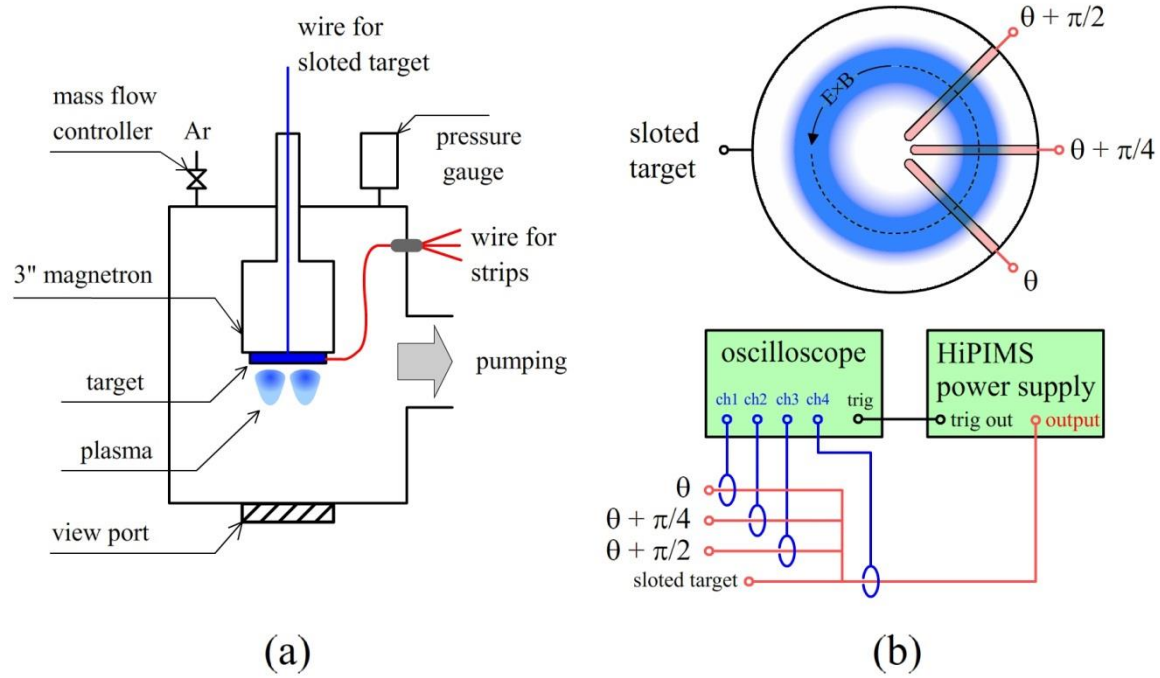 wire for
sloted target
mass flow
controller
Ar
pressure
gauge
wire for
strips
3" magnetron
pumping
target
plasma
view port
(a)
θ + π/2
E×B
sloted
target
θ + π/4
θ
oscilloscope
ch1 ch2 ch3 ch4 trig
HiPIMS
power supply
trig out output
θ
θ + π/4
θ + π/2
sloted target
(b)